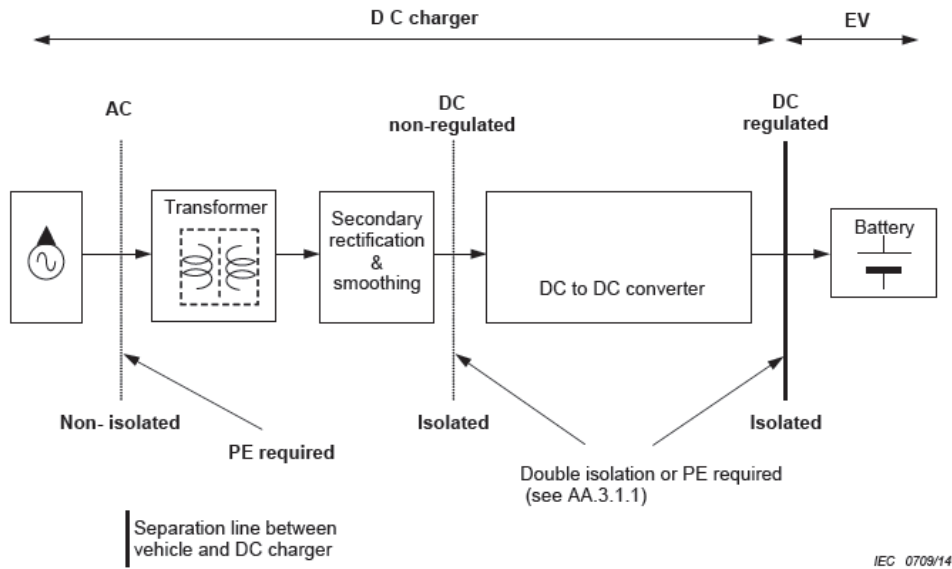 D C charger
EV
AC
DC
non-regulated
DC
regulated
Transformer
Secondary
rectification
&
smoothing
DC to DC converter
Battery
Non- isolated
Isolated
Isolated
PE required
Double isolation or PE required
(see AA.3.1.1)
Separation line between
vehicle and DC charger
IEC 0709/14